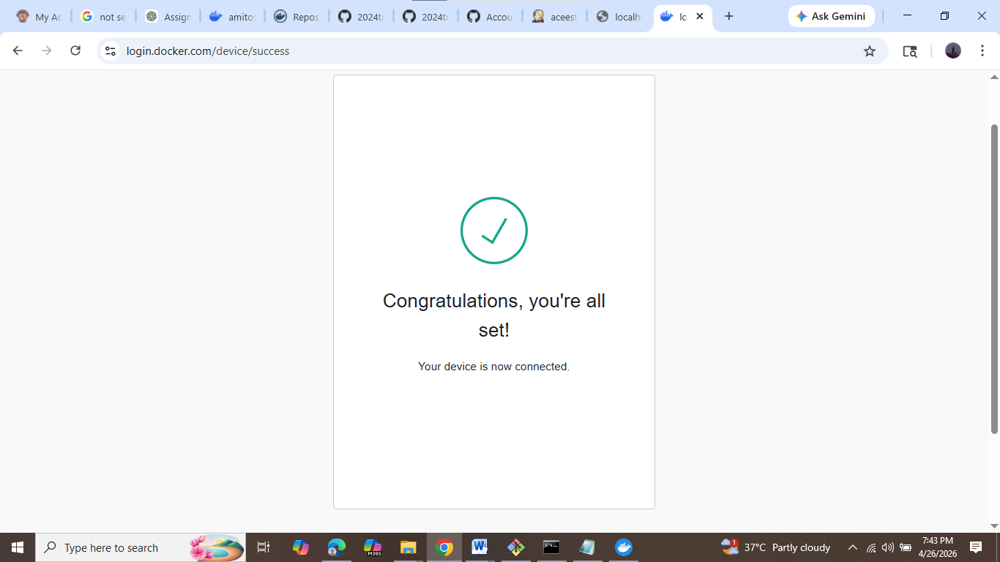 My Ac
not se
Assign
amito
Repos
2024t
2024t
Accou
aceest
localh
lo
Ask Gemini
login.docker.com/device/success
Congratulations, you're all
set!
Your device is now connected.
Type here to search
M365
1
37°C Partly cloudy
7:43 PM
4/26/2026